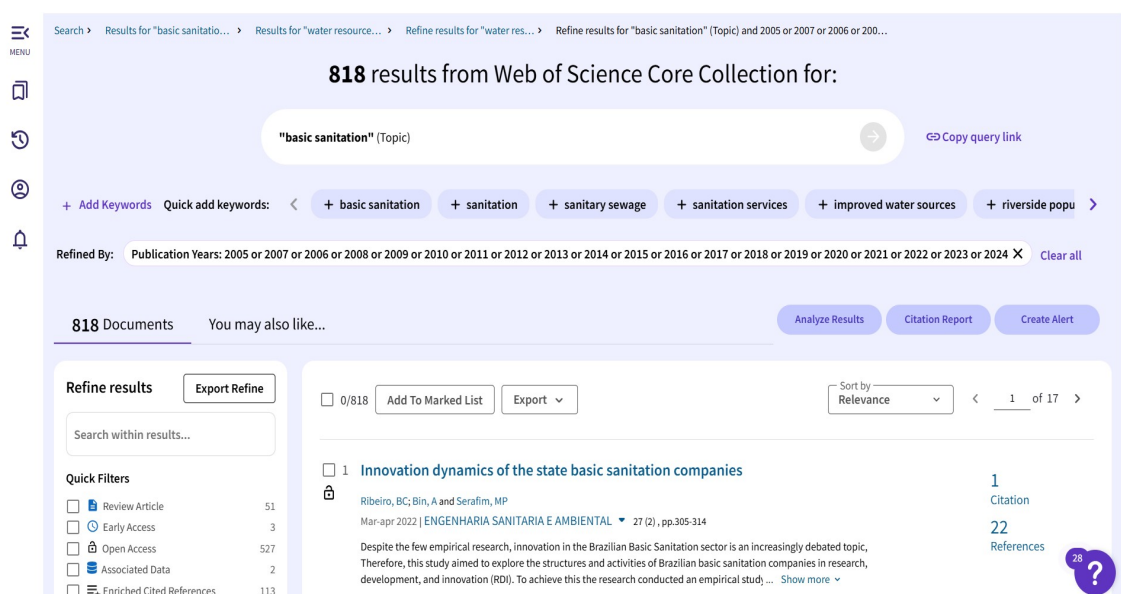 MENU
Search > Results for "basic sanitatio... > Results for "water resource... > Refine results for "water res... > Refine results for "basic sanitation" (Topic) and 2005 or 2007 or 2006 or 200...
818 results from Web of Science Core Collection for:
"basic sanitation" (Topic)
Copy query link
+ Add Keywords Quick add keywords: < + basic sanitation + sanitation + sanitary sewage + sanitation services + improved water sources + riverside popu >
Refined By: Publication Years: 2005 or 2007 or 2006 or 2008 or 2009 or 2010 or 2011 or 2012 or 2013 or 2014 or 2015 or 2016 or 2017 or 2018 or 2019 or 2020 or 2021 or 2022 or 2023 or 2024 X Clear all
818 Documents You may also like...
Analyze Results Citation Report Create Alert
Refine results Export Refine
Search within results...
Quick Filters
Review Article 51
Early Access 3
Open Access 527
Associated Data 2
Enriched Cited References 113
0/818 Add To Marked List Export
Sort by
Relevance
< 1 of 17 >
1 Innovation dynamics of the state basic sanitation companies
Ribeiro, BC; Bin, A and Serafim, MP
Mar-apr 2022 | ENGENHARIA SANITARIA E AMBIENTAL 27 (2) , pp.305-314
Despite the few empirical research, innovation in the Brazilian Basic Sanitation sector is an increasingly debated topic,
Therefore, this study aimed to explore the structures and activities of Brazilian basic sanitation companies in research,
development, and innovation (RDI). To achieve this the research conducted an empirical study ... Show more
1
Citation
22
References
28
?